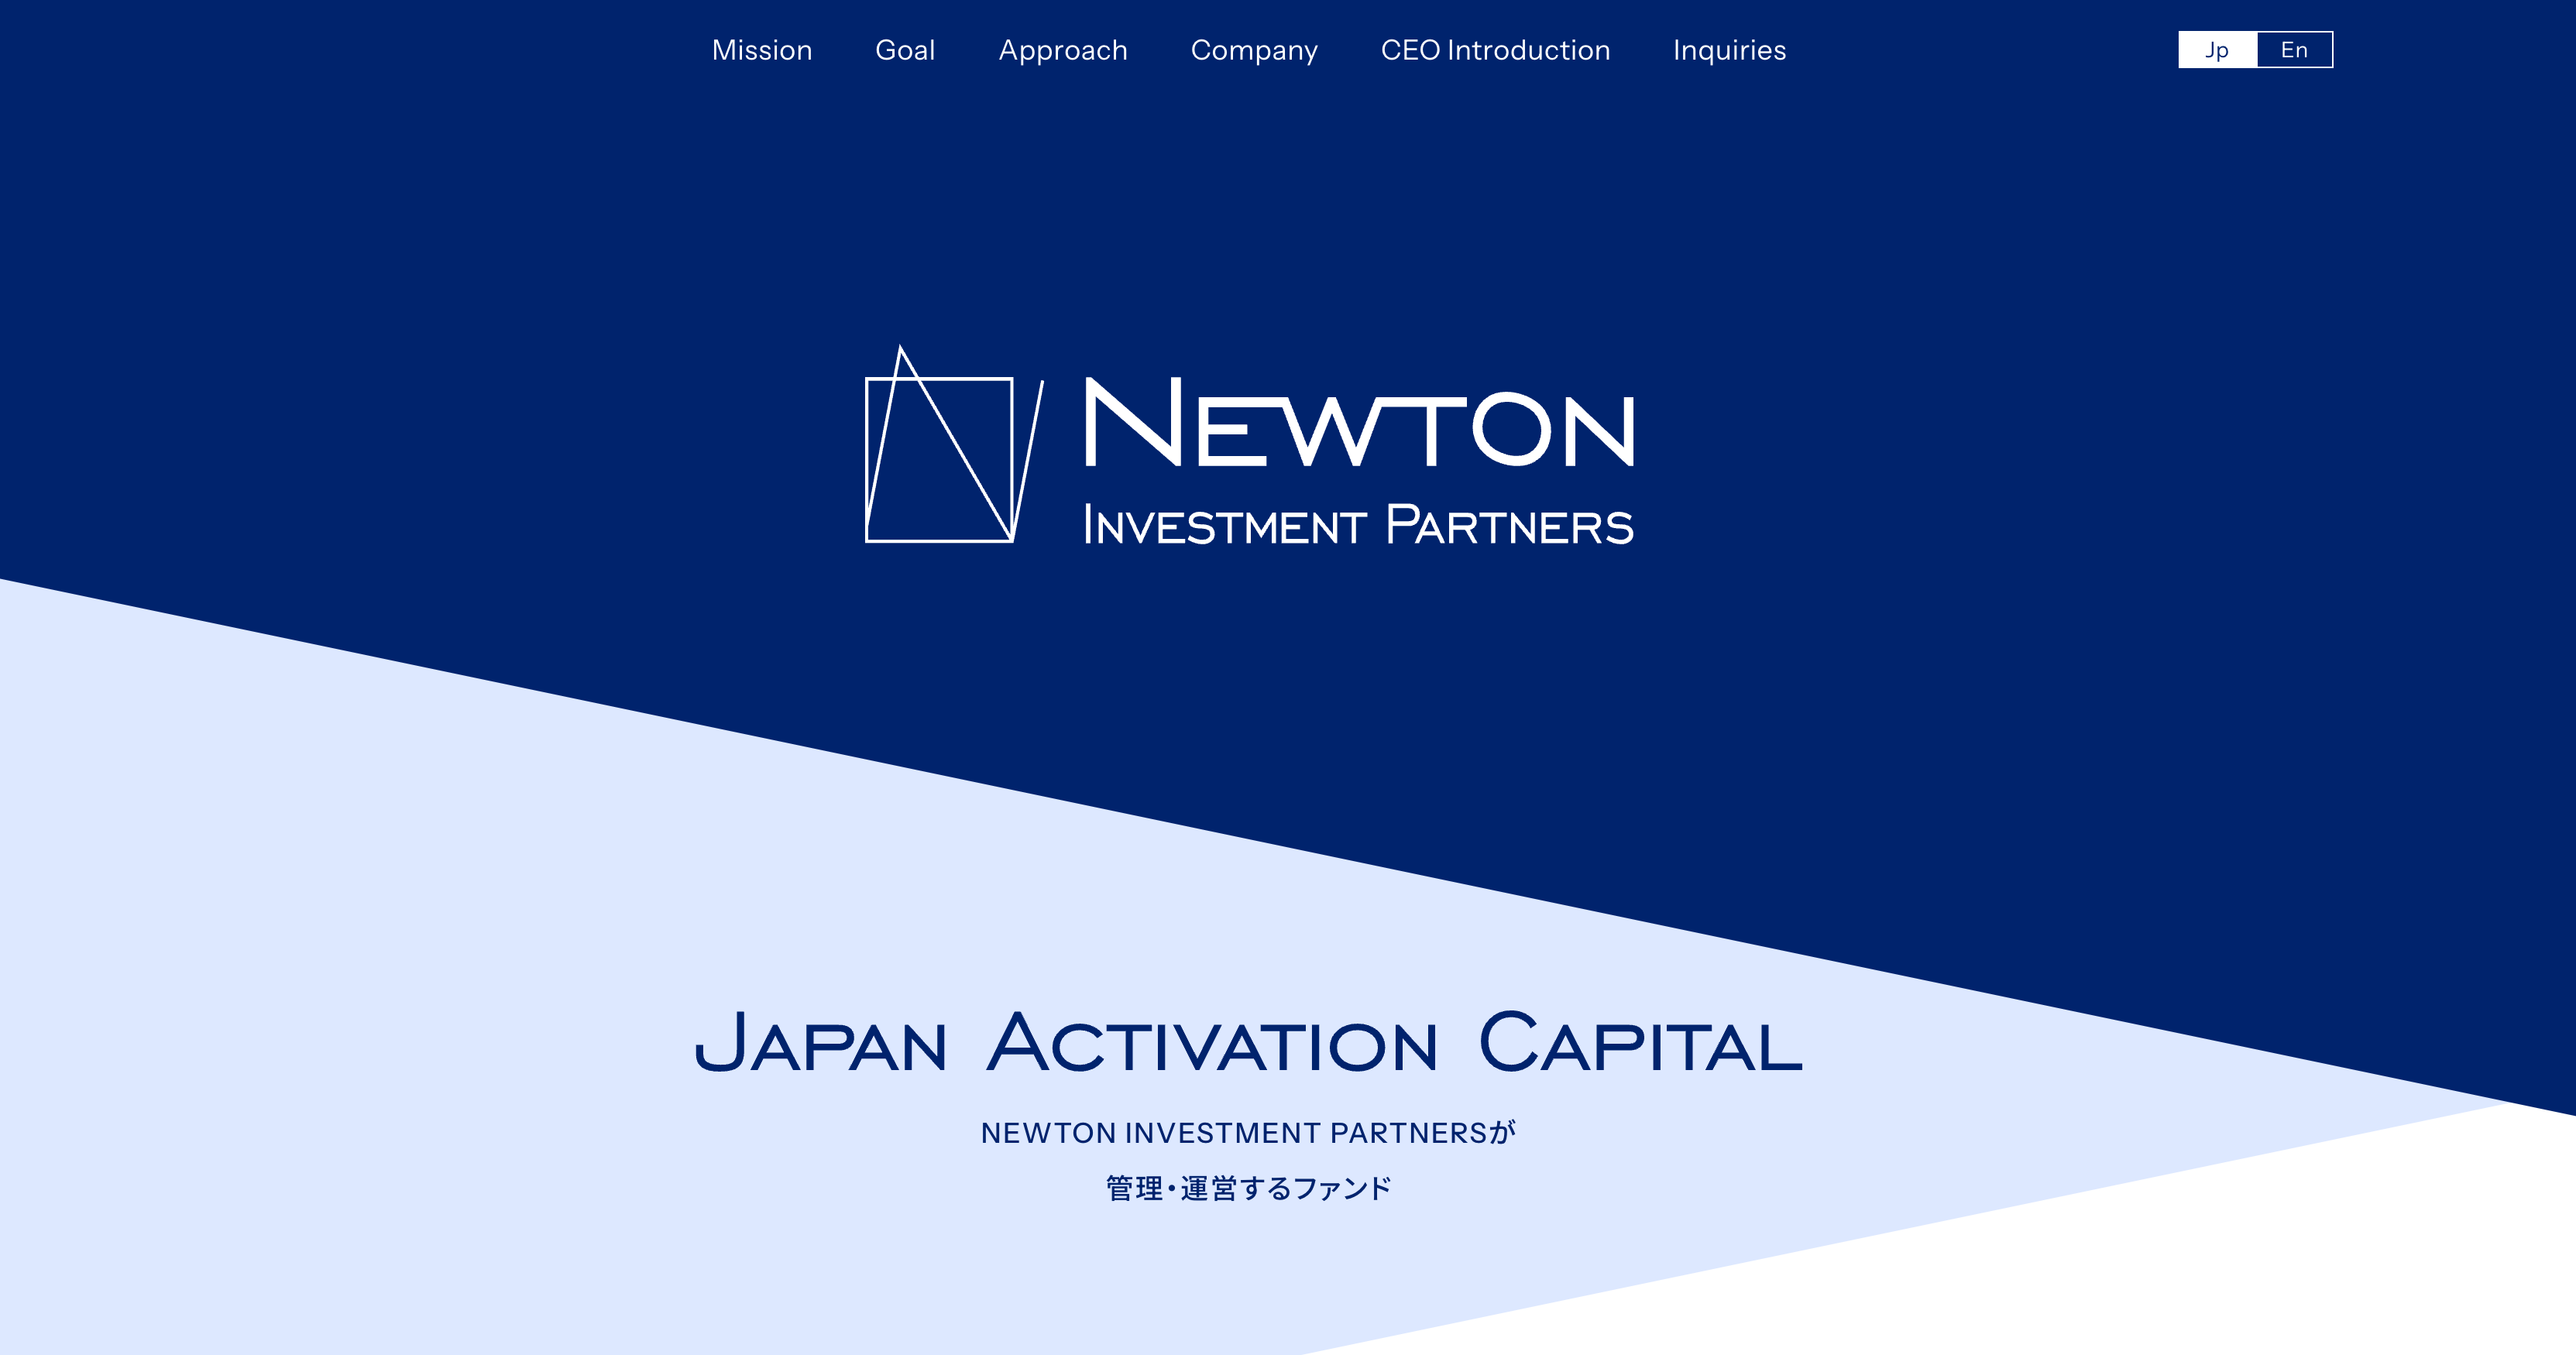 Mission Goal Approach Company CEO Introduction Inquiries Jp En
NEWTON
INVESTMENT PARTNERS
JAPAN ACTIVATION CAPITAL
NEWTON INVESTMENT PARTNERSが
管理・運営するファンド